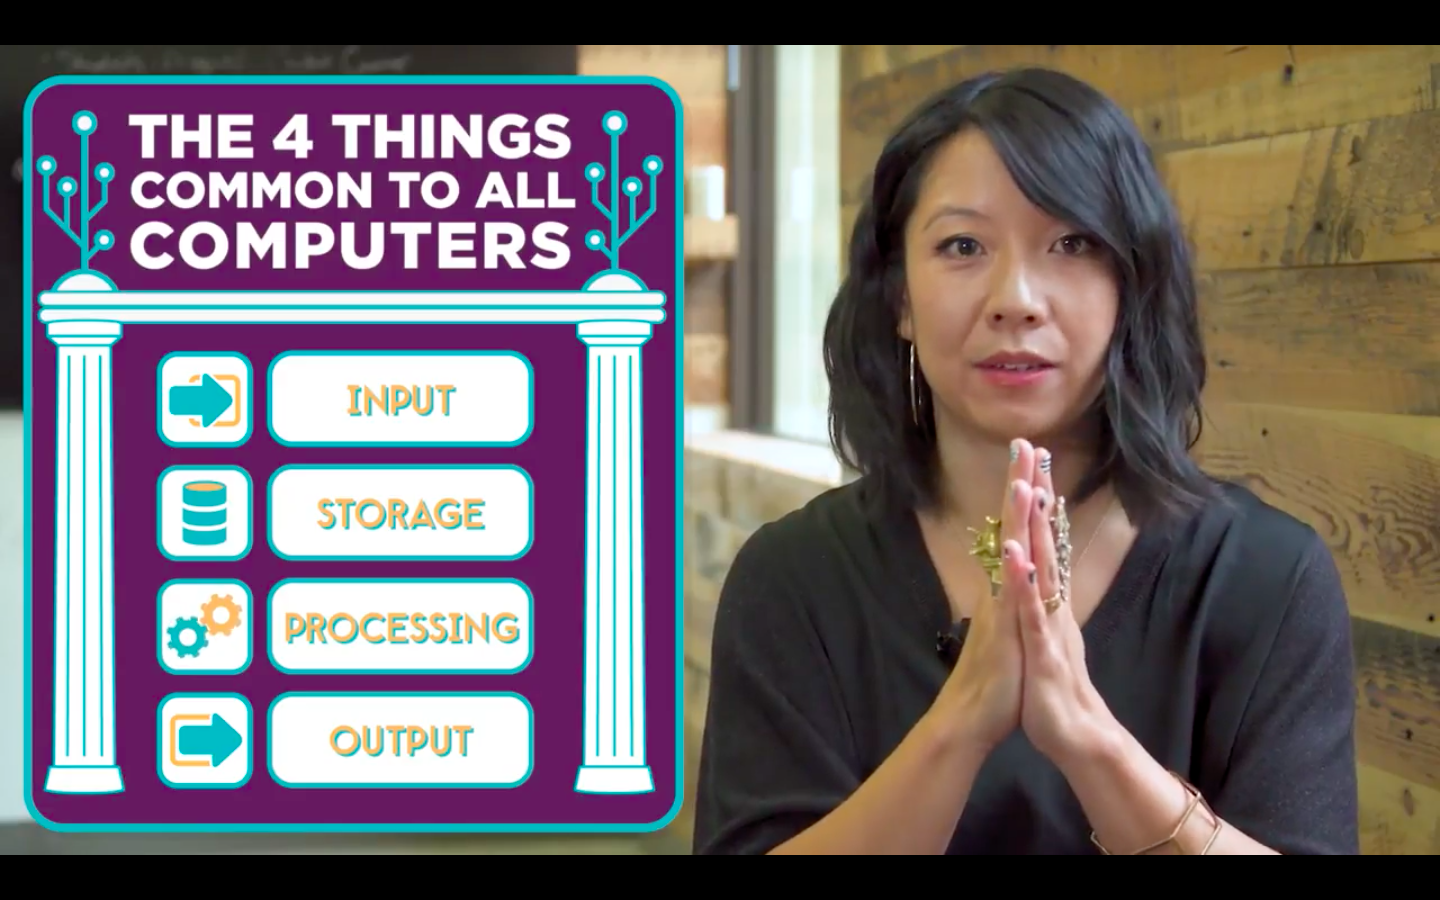 THE 4 THINGS
COMMON TO ALL
COMPUTERS
INPUT
STORAGE
PROCESSING
OUTPUT